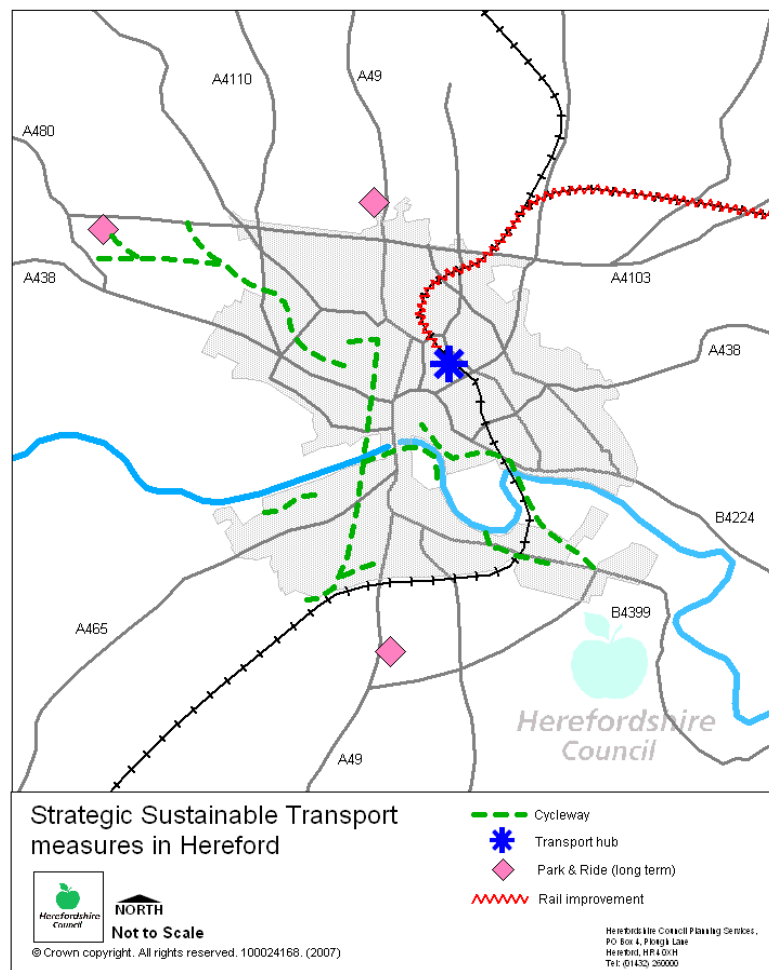 A4110
A49
A480
A438
A4103
A438
B4224
B4399
A465
A49
Herefordshire
Council
Strategic Sustainable Transport
measures in Hereford
Cycleway
Transport hub
Park & Ride (long term)
Rail improvement
Herefordshire
Council
NORTH
Not to Scale
© Crown copyright. All rights reserved. 100024168. (2007)
Herefordshire Council Planning Services,
PO Box 4, Plough Lane
Hereford, HR4 0XH
Tel: (01432) 260000